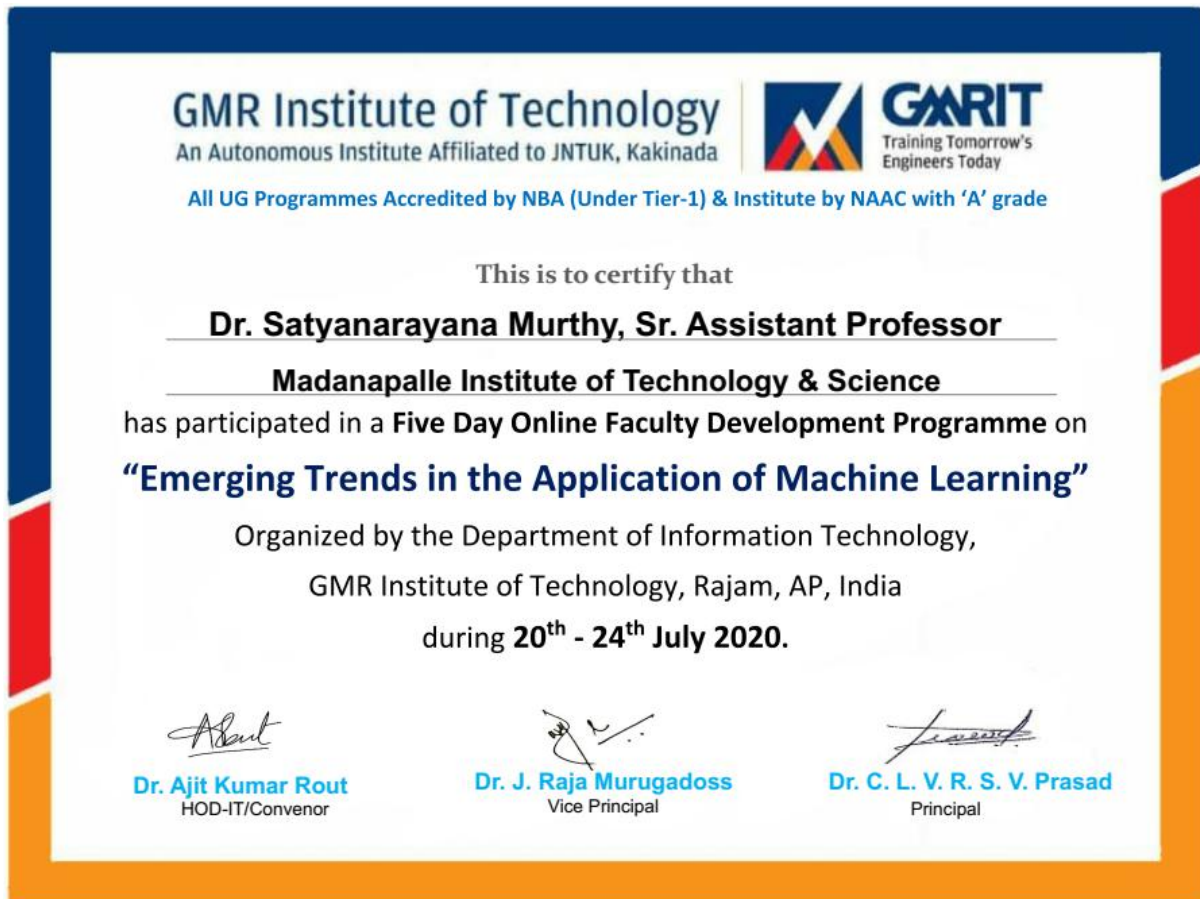 GMR Institute of Technology
An Autonomous Institute Affiliated to JNTUK, Kakinada
GMRIT
Training Tomorrow's
Engineers Today
All UG Programmes Accredited by NBA (Under Tier-1) & Institute by NAAC with ‘A’ grade
This is to certify that
Dr. Satyanarayana Murthy, Sr. Assistant Professor
Madanapalle Institute of Technology & Science
has participated in a Five Day Online Faculty Development Programme on
“Emerging Trends in the Application of Machine Learning”
Organized by the Department of Information Technology,
GMR Institute of Technology, Rajam, AP, India
during 20th - 24th July 2020.
Dr. Ajit Kumar Rout
HOD-IT/Convenor
Dr. J. Raja Murugadoss
Vice Principal
Dr. C. L. V. R. S. V. Prasad
Principal